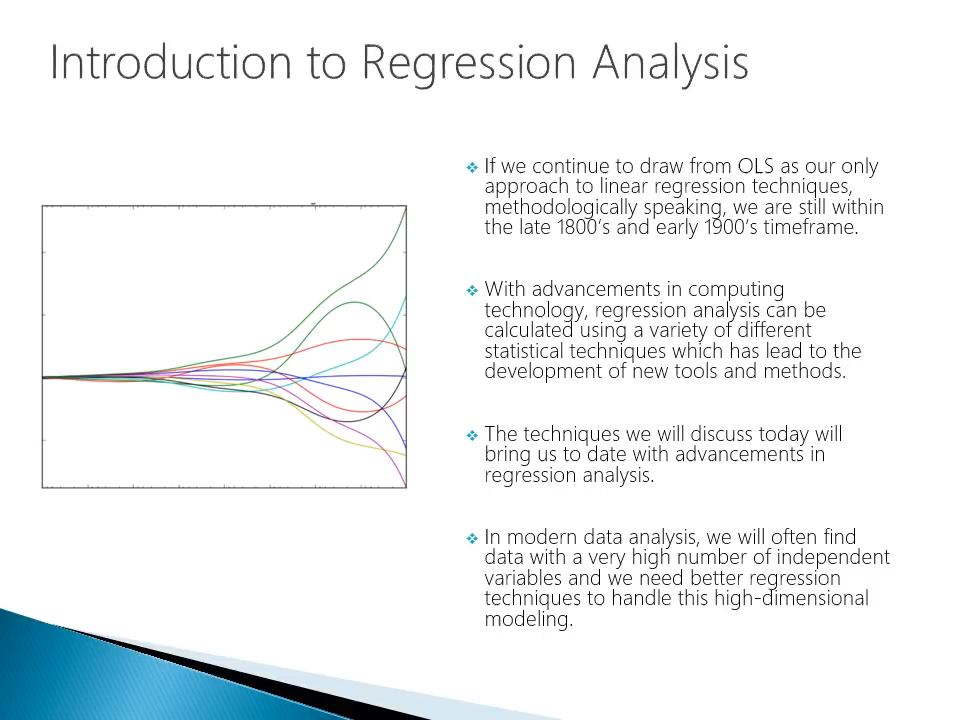 Introduction to Regression Analysis
❖ If we continue to draw from OLS as our only
approach to linear regression techniques,
methodologically speaking, we are still within
the late 1800's and early 1900's timeframe.
❖ With advancements in computing
technology, regression analysis can be
calculated using a variety of different
statistical techniques which has lead to the
development of new tools and methods.
❖ The techniques we will discuss today will
bring us to date with advancements in
regression analysis.
❖ In modern data analysis, we will often find
data with a very high number of independent
variables and we need better regression
techniques to handle this high-dimensional
modeling.